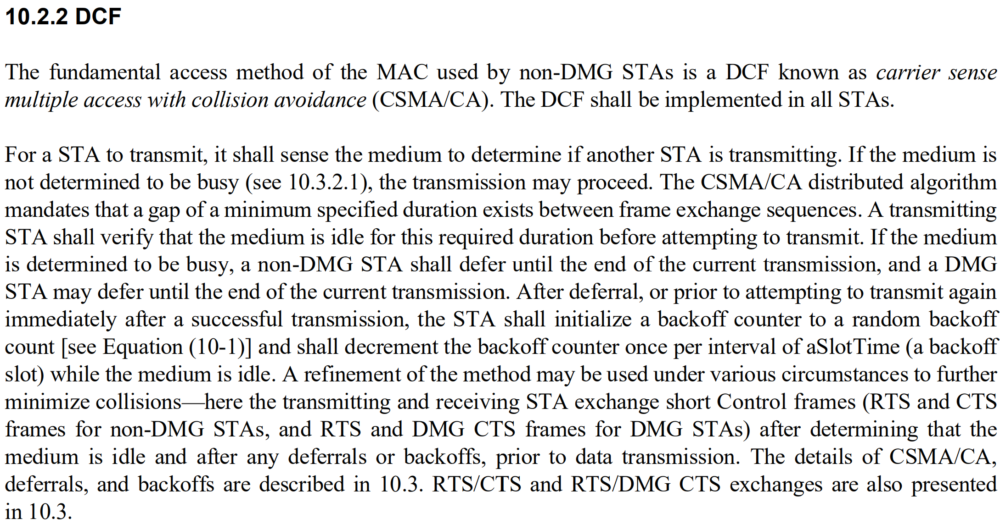 10.2.2 DCF
The fundamental access method of the MAC used by non-DMG STAs is a DCF known as carrier sense
multiple access with collision avoidance (CSMA/CA). The DCF shall be implemented in all STAs.
For a STA to transmit, it shall sense the medium to determine if another STA is transmitting. If the medium is
not determined to be busy (see 10.3.2.1), the transmission may proceed. The CSMA/CA distributed algorithm
mandates that a gap of a minimum specified duration exists between frame exchange sequences. A transmitting
STA shall verify that the medium is idle for this required duration before attempting to transmit. If the medium
is determined to be busy, a non-DMG STA shall defer until the end of the current transmission, and a DMG
STA may defer until the end of the current transmission. After deferral, or prior to attempting to transmit again
immediately after a successful transmission, the STA shall initialize a backoff counter to a random backoff
count [see Equation (10-1)] and shall decrement the backoff counter once per interval of aSlotTime (a backoff
slot) while the medium is idle. A refinement of the method may be used under various circumstances to further
minimize collisions—here the transmitting and receiving STA exchange short Control frames (RTS and CTS
frames for non-DMG STAs, and RTS and DMG CTS frames for DMG STAs) after determining that the
medium is idle and after any deferrals or backoffs, prior to data transmission. The details of CSMA/CA,
deferrals, and backoffs are described in 10.3. RTS/CTS and RTS/DMG CTS exchanges are also presented
in 10.3.